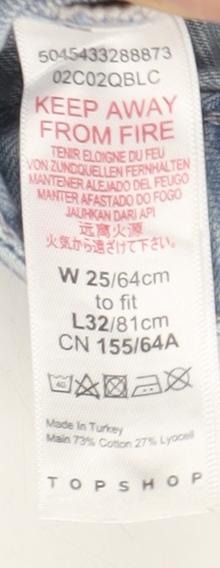 5045433288873
02C02QBLC
KEEP AWAY
FROM FIRE
TENIR ELOIGNE DU FEU
VON ZUNDQUELLEN FERNHALTEN
MANTENER ALEJADO DEL FEUGO
MANTER AFASTADO DO FOGO
JAUHKAN DARI API
远离火源
火気から遠ざけて下さい。
W 25/64cm
to fit
L32/81cm
CN 155/64A
40
Made In Turkey
Main 73% Cotton 27% Lyocell
TOPSHOP